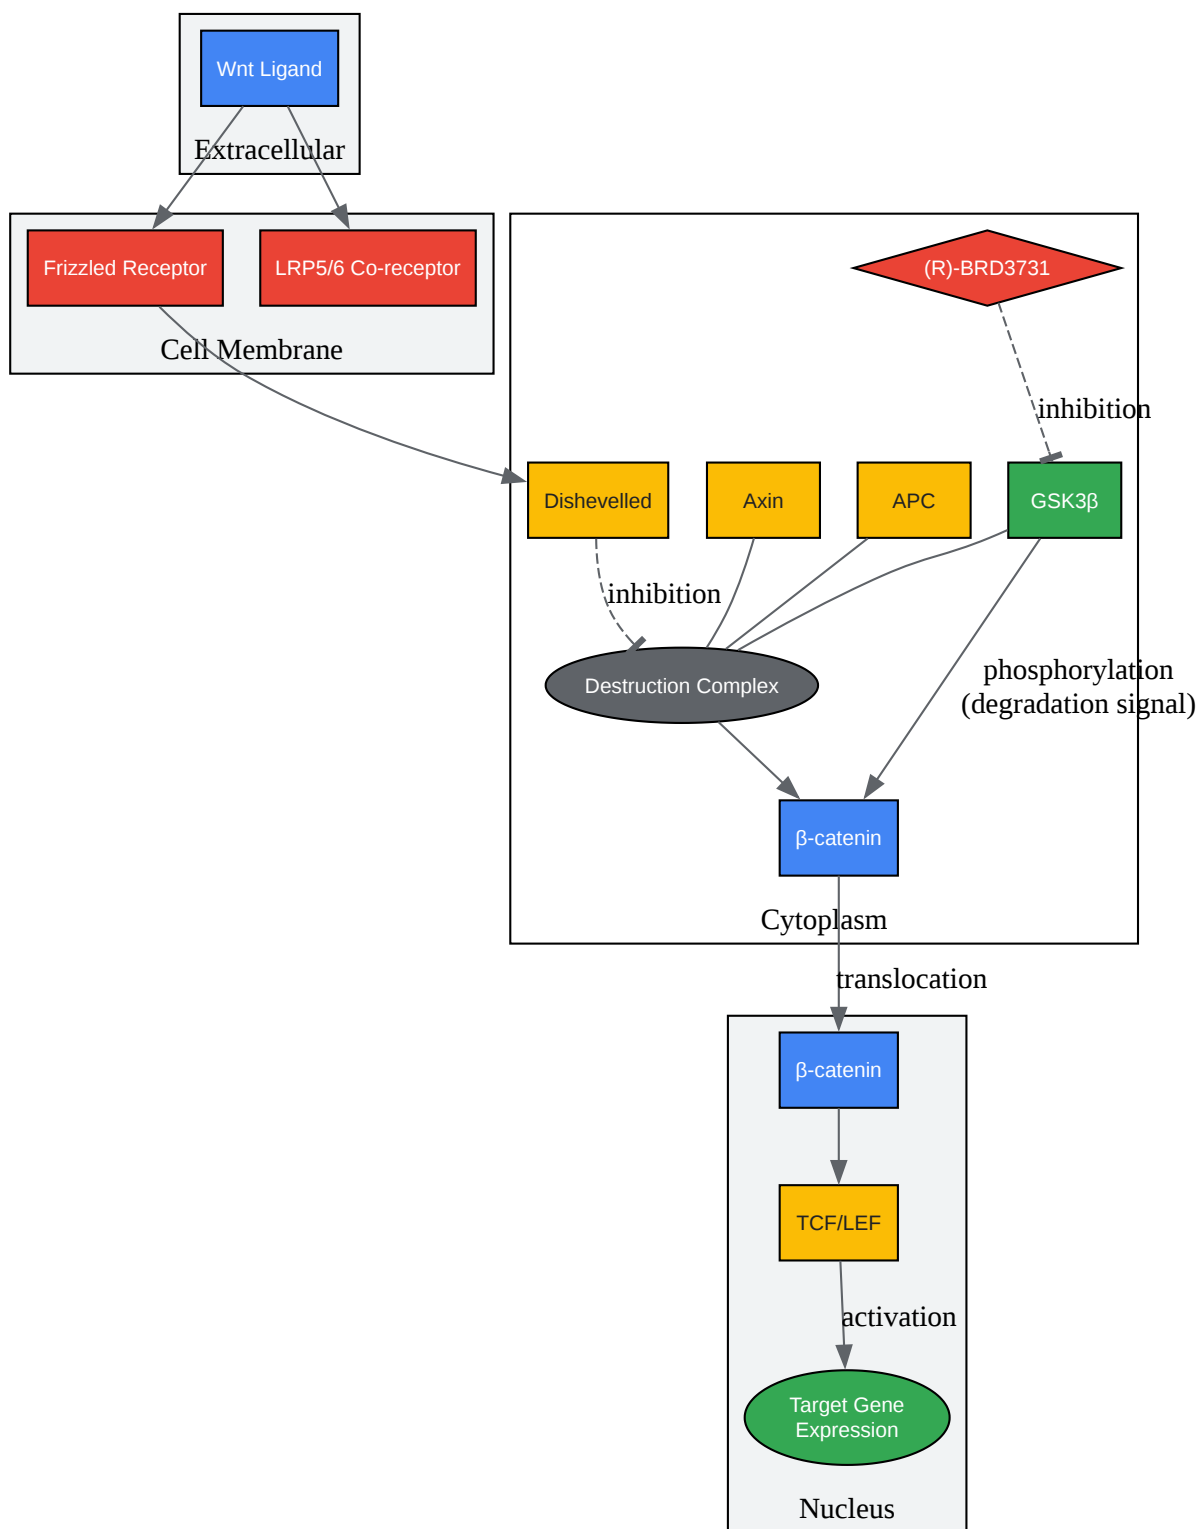 Wnt Ligand
Extracellular
Frizzled Receptor
LRP5/6 Co-receptor
Cell Membrane
(R)-BRD3731
inhibition
Dishevelled
Axin
APC
GSK3β
inhibition
Destruction Complex
phosphorylation
(degradation signal)
β-catenin
Cytoplasm
translocation
β-catenin
TCF/LEF
activation
Target Gene
Expression
Nucleus